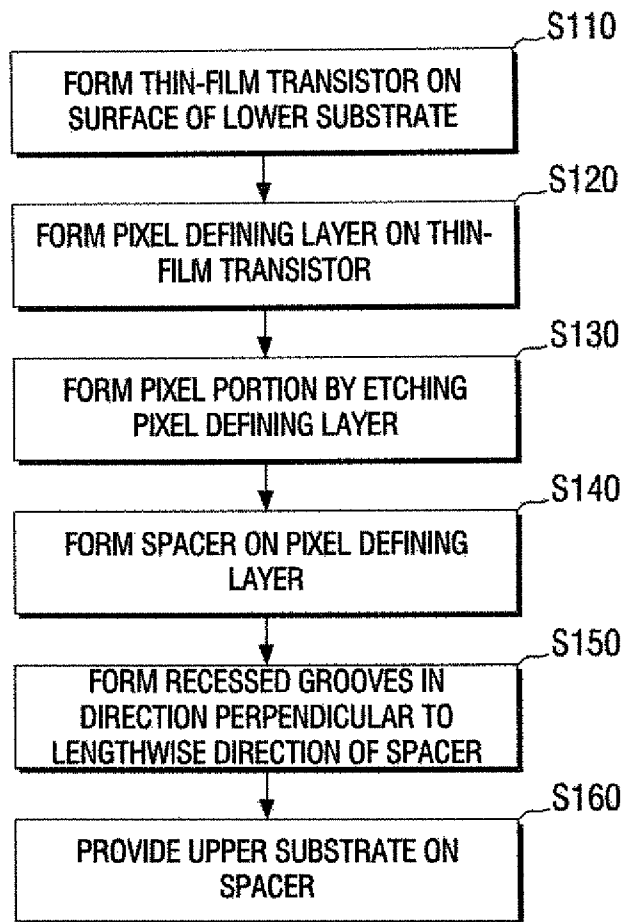 S110
FORM THIN-FILM TRANSISTOR ON
SURFACE OF LOWER SUBSTRATE
S120
FORM PIXEL DEFINING LAYER ON THIN-
FILM TRANSISTOR
S130
FORM PIXEL PORTION BY ETCHING
PIXEL DEFINING LAYER
S140
FORM SPACER ON PIXEL DEFINING
LAYER
S150
FORM RECESSED GROOVES IN
DIRECTION PERPENDICULAR TO
LENGTHWISE DIRECTION OF SPACER
S160
PROVIDE UPPER SUBSTRATE ON
SPACER